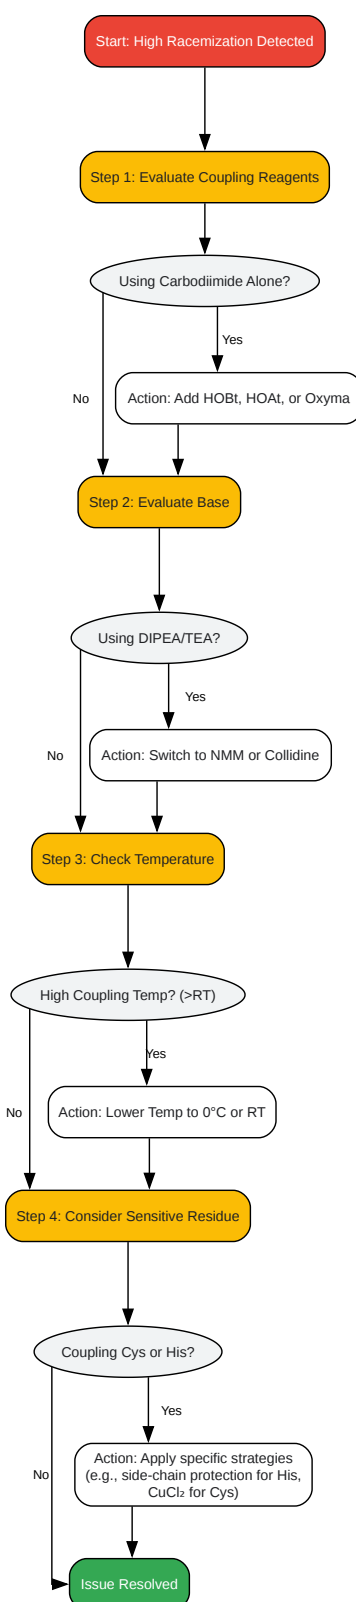 Start: High Racemization Detected
Step 1: Evaluate Coupling Reagents
Using Carbodiimide Alone?
Yes
No
Action: Add HOBt, HOAt, or Oxyma
Step 2: Evaluate Base
Using DIPEA/TEA?
Yes
No
Action: Switch to NMM or Collidine
Step 3: Check Temperature
High Coupling Temp? (>RT)
Yes
No
Action: Lower Temp to 0°C or RT
Step 4: Consider Sensitive Residue
Coupling Cys or His?
Yes
Action: Apply specific strategies
(e.g., side-chain protection for His,
CuCl₂ for Cys)
No
Issue Resolved